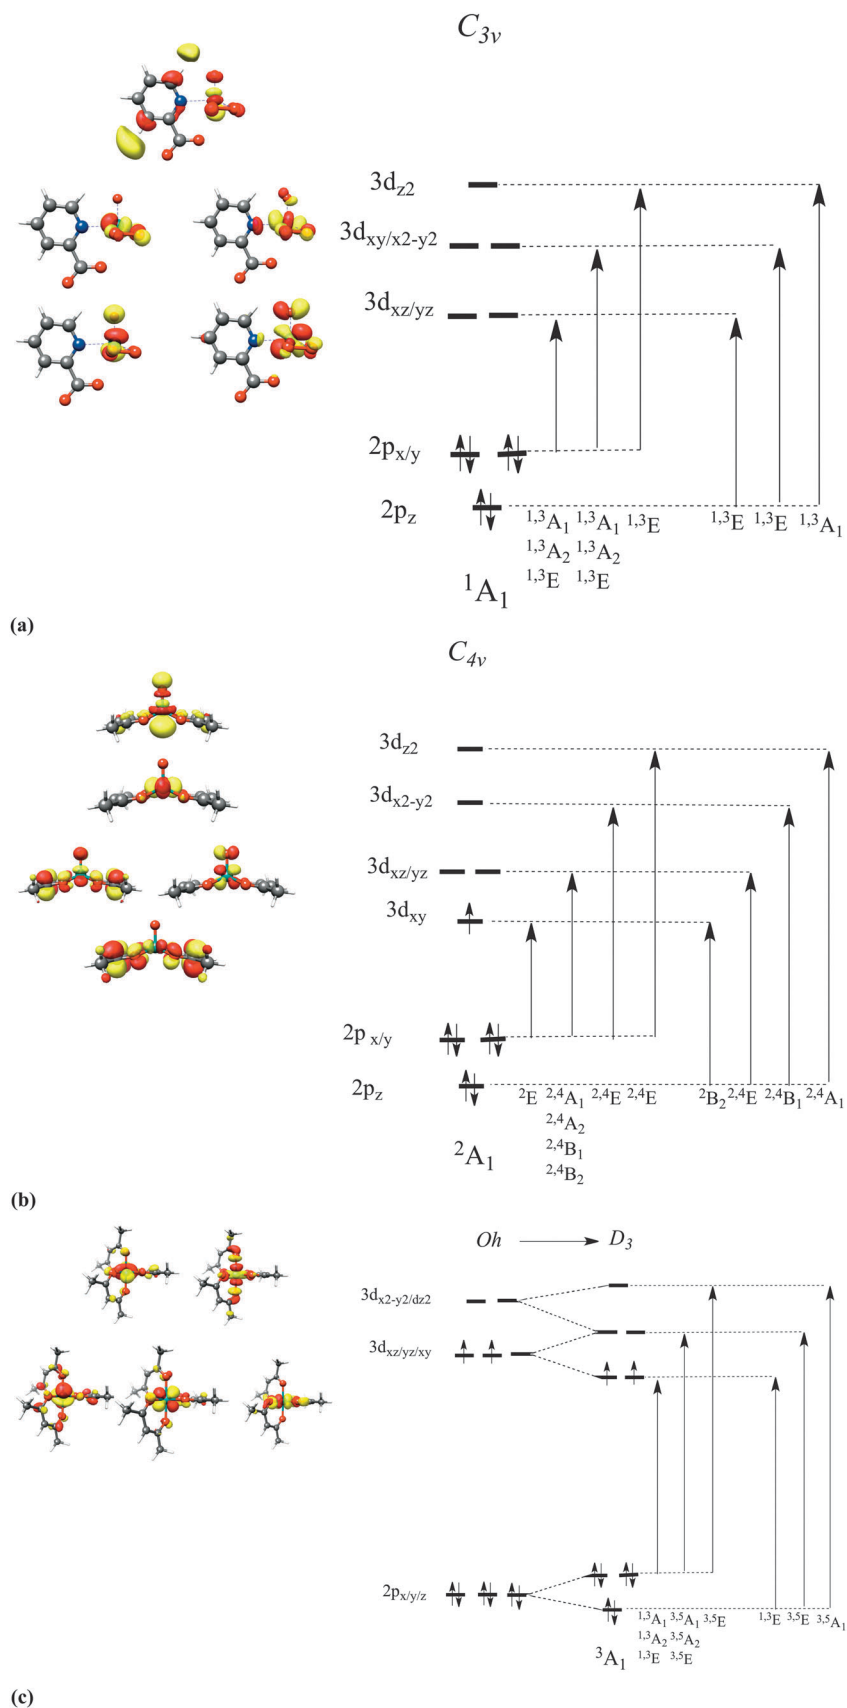 C3v
3dz2
3dxy/x2-y2
3dxz/yz
2px/y
2pz
1,3A1 1,3A1 1,3E 1,3E 1,3E 1,3A1
1,3A2 1,3A2
1,3E 1,3E
1A1
(a)
C4v
3dz2
3dx2-y2
3dxz/yz
3dxy
2p x/y
2pz
2E 2,4A1 2,4E 2,4E 2B2 2,4E 2,4B1 2,4A1
2,4A2
2,4B1
2,4B2
2A1
(b)
Oh D3
3dx2-y2/dz2
3dxz/yz/xy
2px/y/z
1,3A1 3,5A1 3,5E 1,3E 3,5E 3,5A1
1,3A2 3,5A2
1,3E 3,5E
3A1
(c)